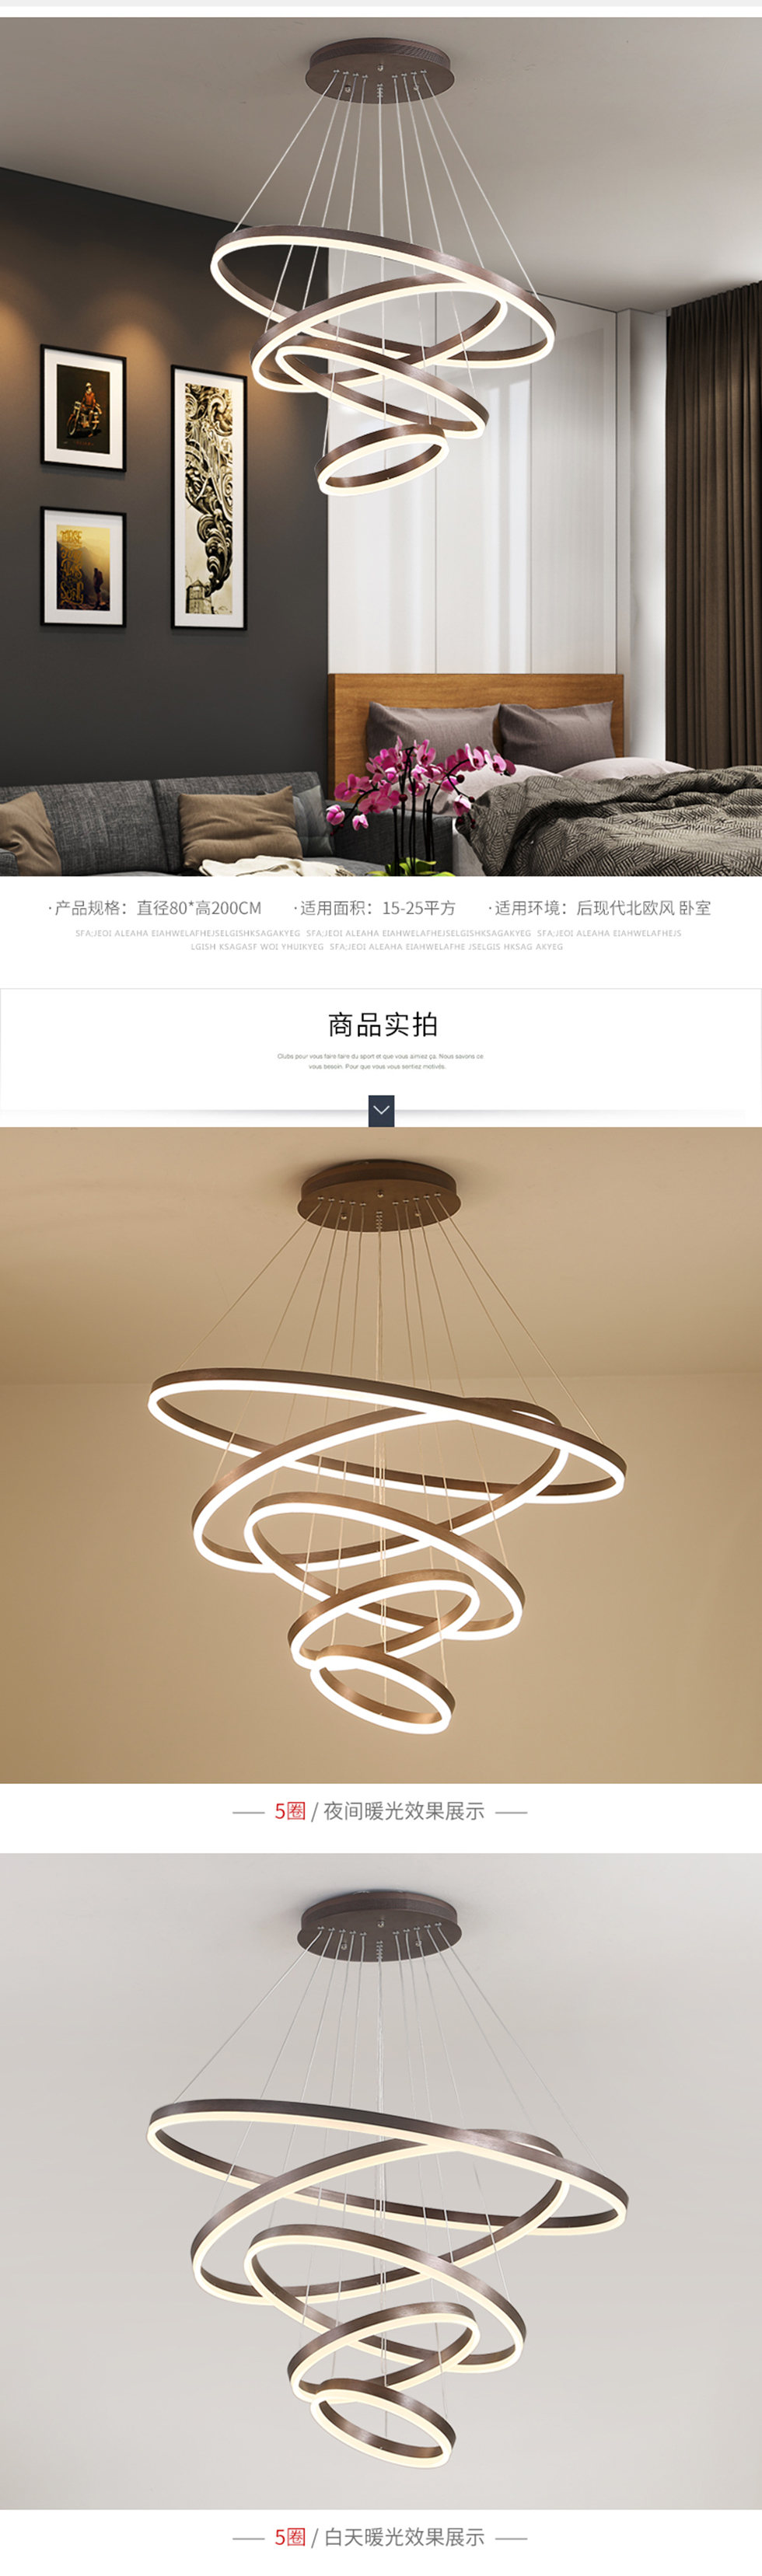 ·产品规格：直径80*高200CM ·适用面积：15-25平方 ·适用环境：后现代北欧风 卧室
SFA;JEOI ALEAHA EIAHWELAFHEJSELGISHKSAGAKYEG SFA;JEOI ALEAHA EIAHWELAFHEJSELGISHKSAGAKYEG SFA;JEOI ALEAHA EIAHWELAFHEJS
LGISH KSAGASF WOI YHUIKYEG SFA;JEOI ALEAHA EIAHWELAFHE JSELGIS HKSAG AKYEG
商品实拍
Clubs pour vous faire faire du sport et que vous aimiez ça. Nous savons ce
vous besoin. Pour que vous vous sentez motivés.
5圈 / 夜间暖光效果展示
5圈 / 白天暖光效果展示